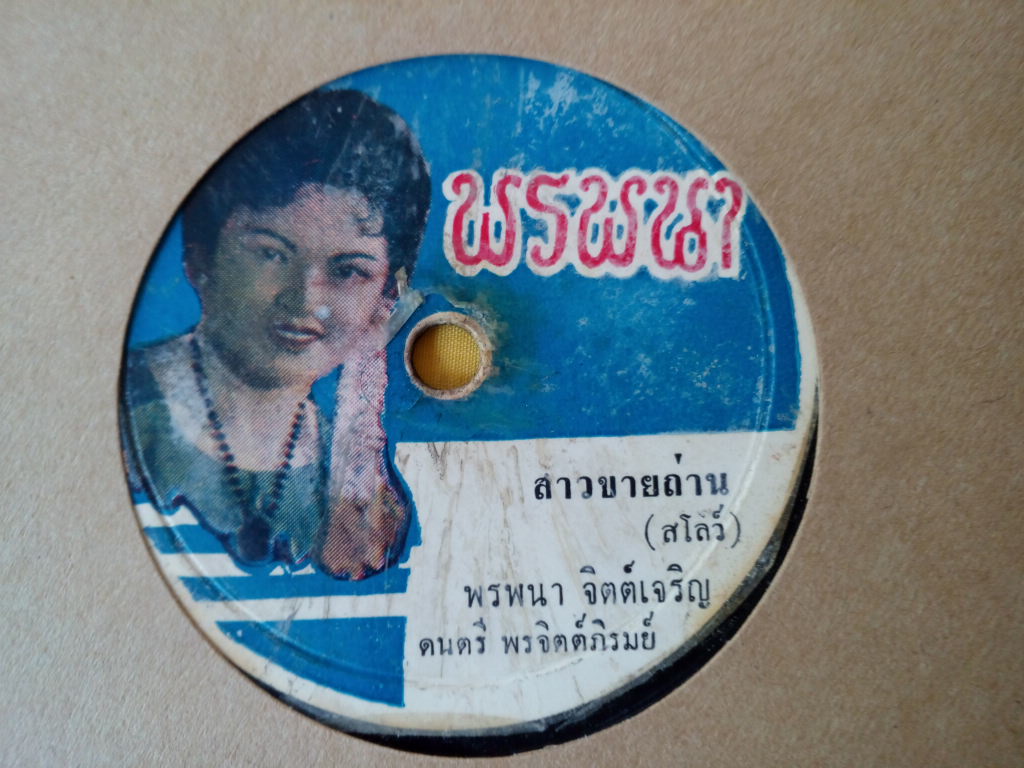 พรพนา
สาวขายถ่าน
(สโลว์)
พรพนา จิตต์เจริญ
ดนตรี พรจิตต์ภิรมย์